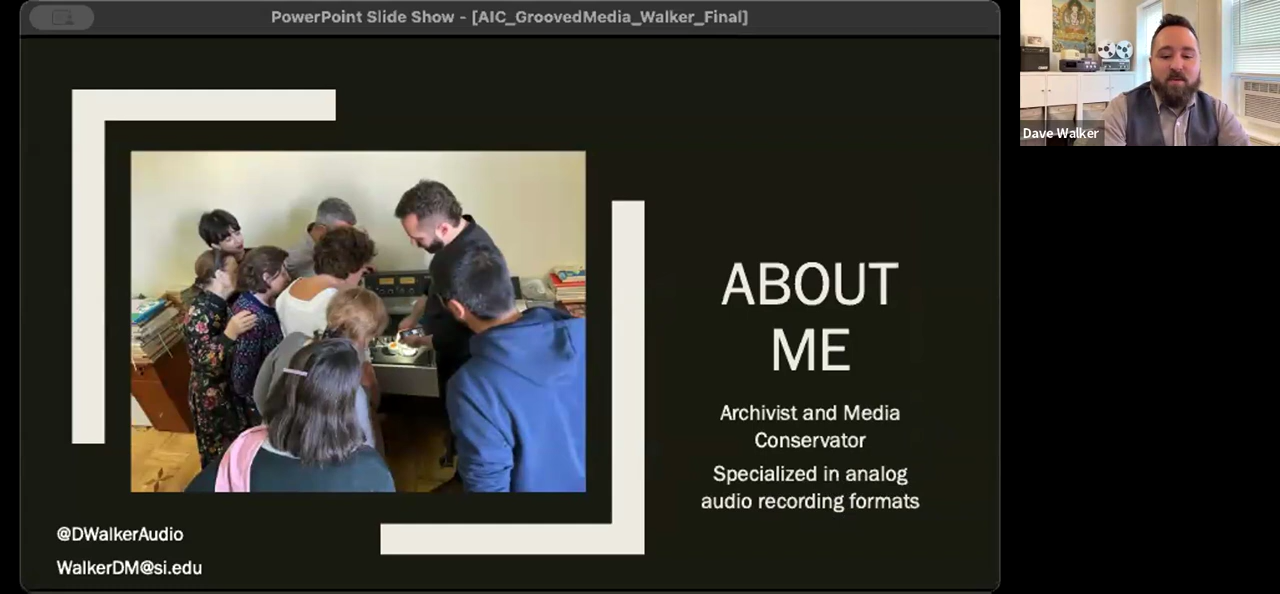 PowerPoint Slide Show - [AIC_GroovedMedia_Walker_Final]
Dave Walker
ABOUT
ME
Archivist and Media
Conservator
Specialized in analog
audio recording formats
@DWalkerAudio
WalkerDM@si.edu